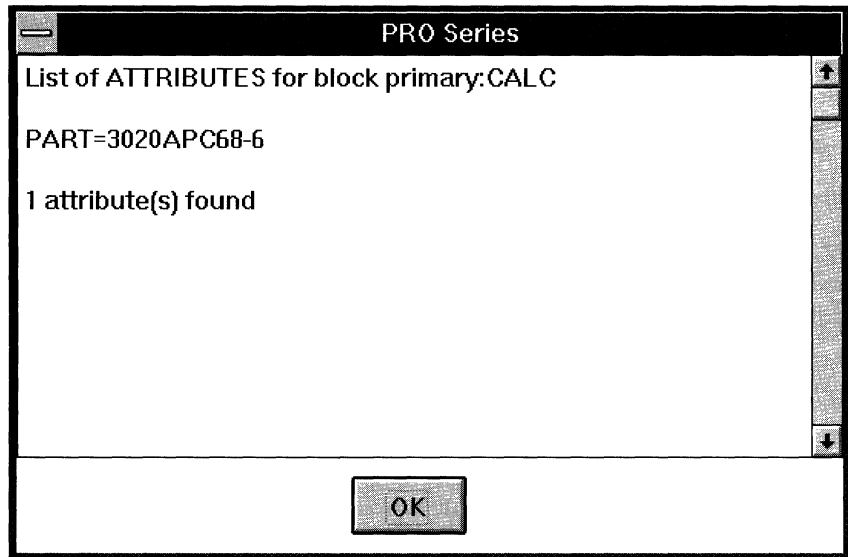 PRO Series
List of ATTRIBUTES for block primary:CALC
PART=3020APC68-6
1 attribute(s) found
OK